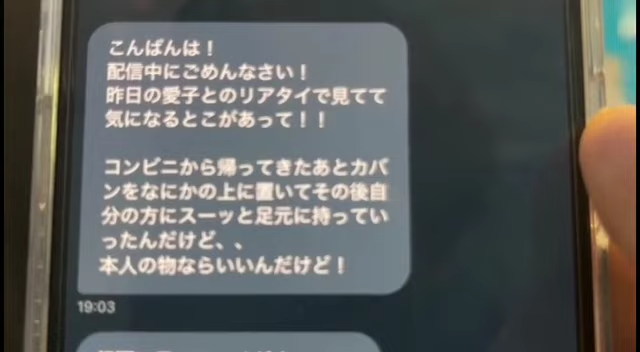 こんばんは！
配信中にごめんなさい！
昨日の愛子とのリアタイで見てて
気になるとこがあって！！
コンビニから帰ってきたあとカバ
ンをなにかの上に置いてその後自
分の方にスーッと足元に持ってい
ったんだけど、、
本人の物ならいいんだけど！
19:03